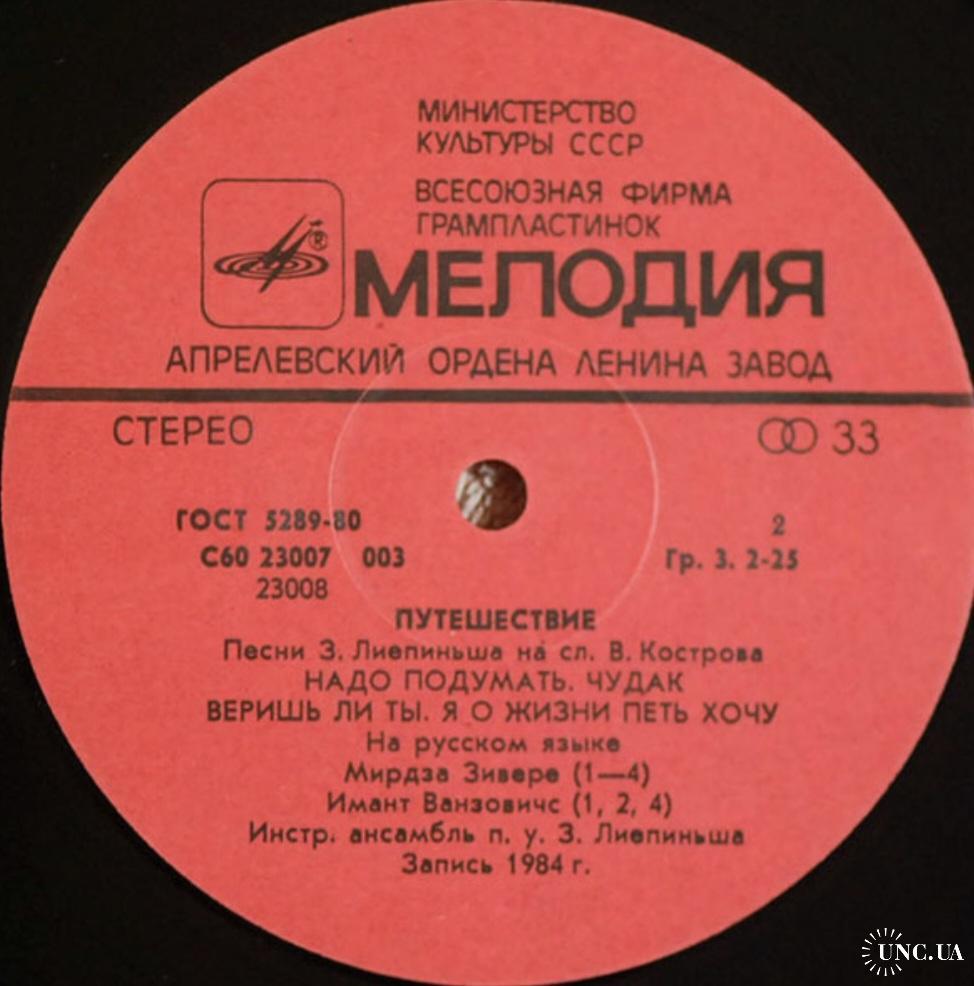 МИНИСТЕРСТВО
КУЛЬТУРЫ СССР
ВСЕСОЮЗНАЯ ФИРМА
ГРАМПЛАСТИНОК
®
МЕЛОДИЯ
АПРЕЛЕВСКИЙ ОРДЕНА ЛЕНИНА ЗАВОД
СТЕРЕО 33
ГОСТ 5289-80 2
С60 23007 003 Гр. 3. 2-25
23008
ПУТЕШЕСТВИЕ
Песни З. Лиепиньша на сл. В. Кострова
НАДО ПОДУМАТЬ. ЧУДАК
ВЕРИШЬ ЛИ ТЫ. Я О ЖИЗНИ ПЕТЬ ХОЧУ
На русском языке
Мирдза Зивере (1—4)
Имант Ванзовичс (1, 2, 4)
Инстр. ансамбль п. у. З. Лиепиньша
Запись 1984 г.
UNC.UA